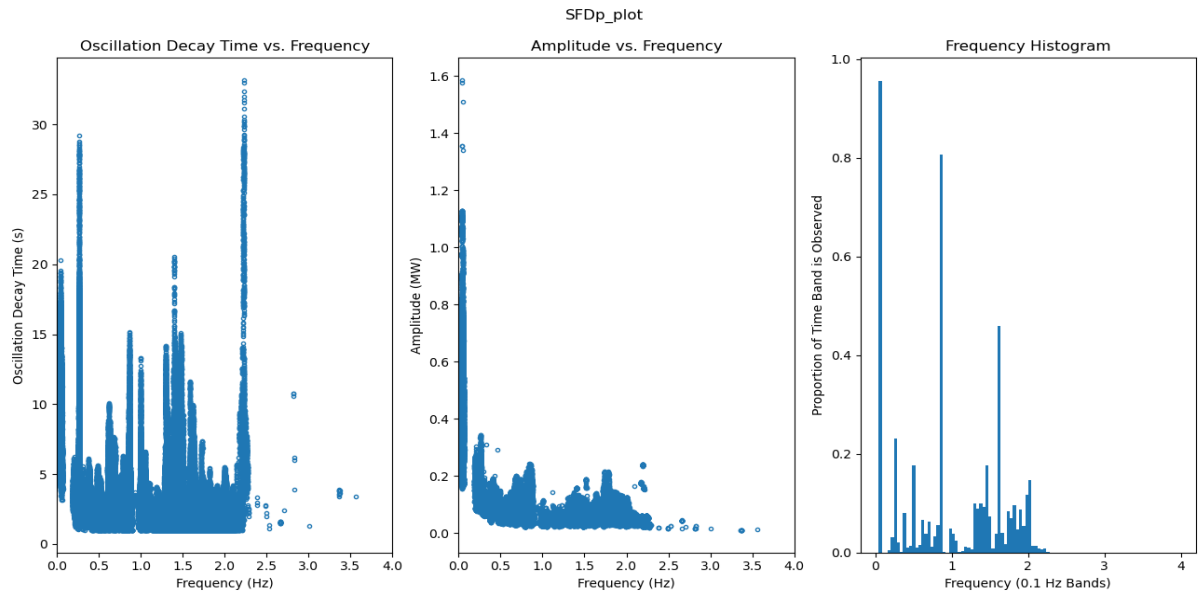 SFDp_plot
Oscillation Decay Time vs. Frequency
Oscillation Decay Time (s)
30
25
20
15
10
5
0
0.0 0.5 1.0 1.5 2.0 2.5 3.0 3.5 4.0
Frequency (Hz)
Amplitude vs. Frequency
Amplitude (MW)
1.6
1.4
1.2
1.0
0.8
0.6
0.4
0.2
0.0
0.0 0.5 1.0 1.5 2.0 2.5 3.0 3.5 4.0
Frequency (Hz)
Frequency Histogram
Proportion of Time Band is Observed
1.0
0.8
0.6
0.4
0.2
0.0
0 1 2 3 4
Frequency (0.1 Hz Bands)